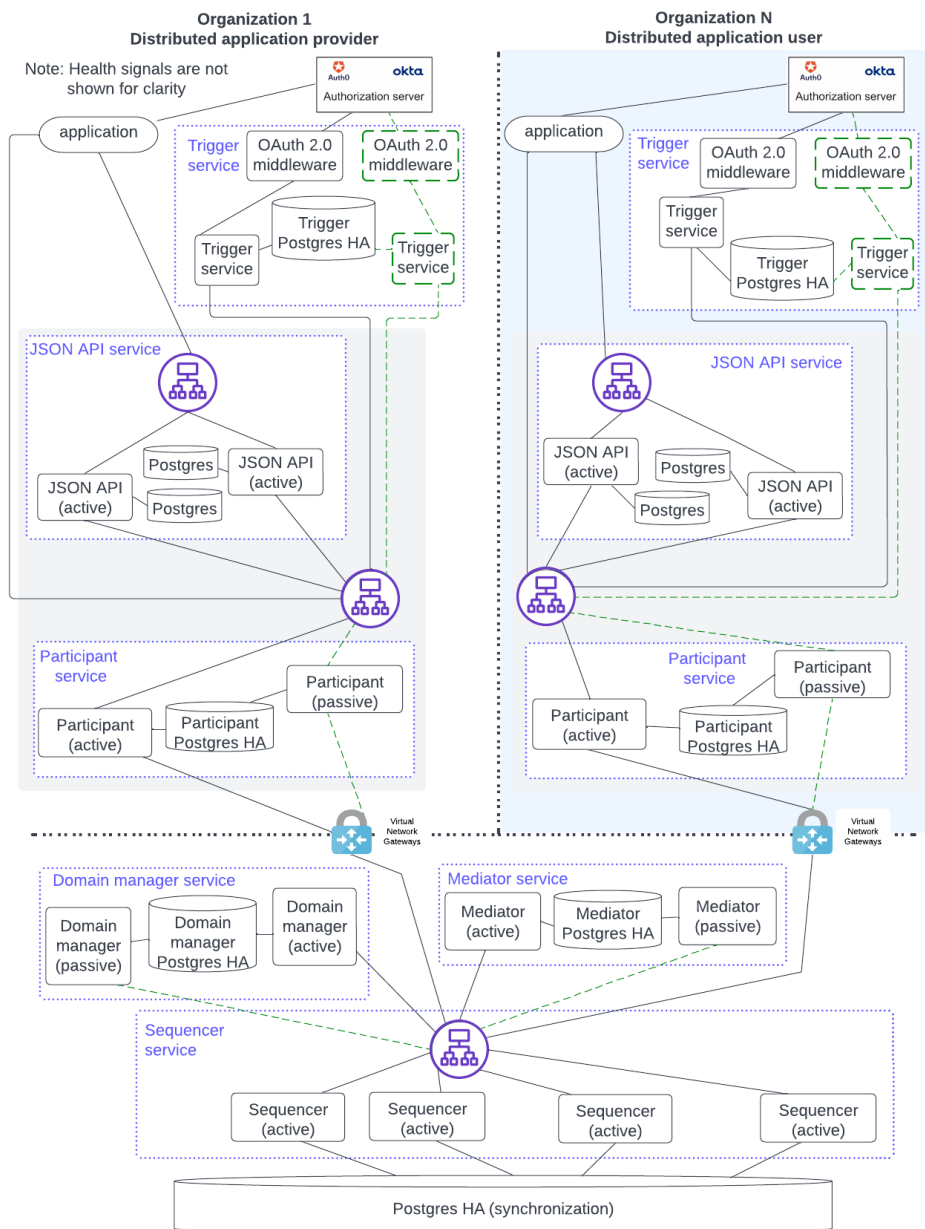 Organization 1
Distributed application provider
Organization N
Distributed application user
Note: Health signals are not
shown for clarity
Auth0
okta
Authorization server
application
Trigger
service
OAuth 2.0
middleware
OAuth 2.0
middleware
Trigger
Postgres HA
Trigger
service
Trigger
service
JSON API service
Postgres
JSON API
(active)
JSON API
(active)
Postgres
Participant
service
Participant
(passive)
Participant
(active)
Participant
Postgres HA
Auth0
okta
Authorization server
application
Trigger
service
OAuth 2.0
middleware
OAuth 2.0
middleware
Trigger
service
Trigger
Postgres HA
Trigger
service
JSON API service
JSON API
(active)
Postgres
JSON API
(active)
Postgres
Participant
service
Participant
(passive)
Participant
(active)
Participant
Postgres HA
Virtual
Network
Gateways
Virtual
Network
Gateways
Domain manager service
Domain
manager
(passive)
Domain
manager
Postgres HA
Domain
manager
(active)
Mediator service
Mediator
(active)
Mediator
Postgres HA
Mediator
(passive)
Sequencer
service
Sequencer
(active)
Sequencer
(active)
Sequencer
(active)
Sequencer
(active)
Postgres HA (synchronization)